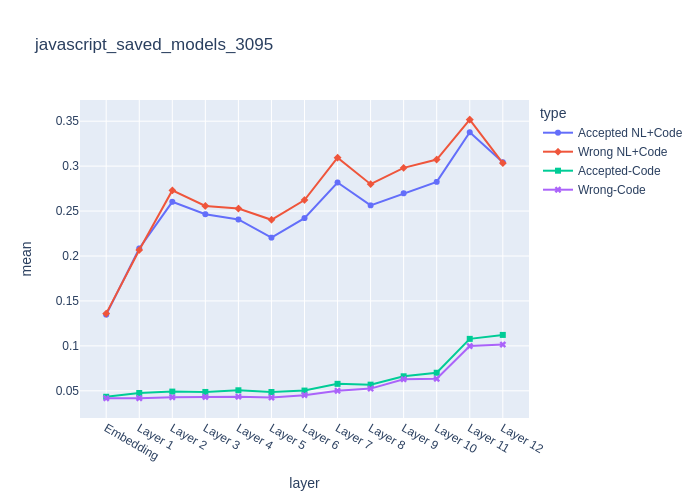 javascript_saved_models_3095
type
Accepted NL+Code
Wrong NL+Code
Accepted-Code
Wrong-Code
mean
0.35
0.3
0.25
0.2
0.15
0.1
0.05
Embedding
Layer 1
Layer 2
Layer 3
Layer 4
Layer 5
Layer 6
Layer 7
Layer 8
Layer 9
Layer 10
Layer 11
Layer 12
layer